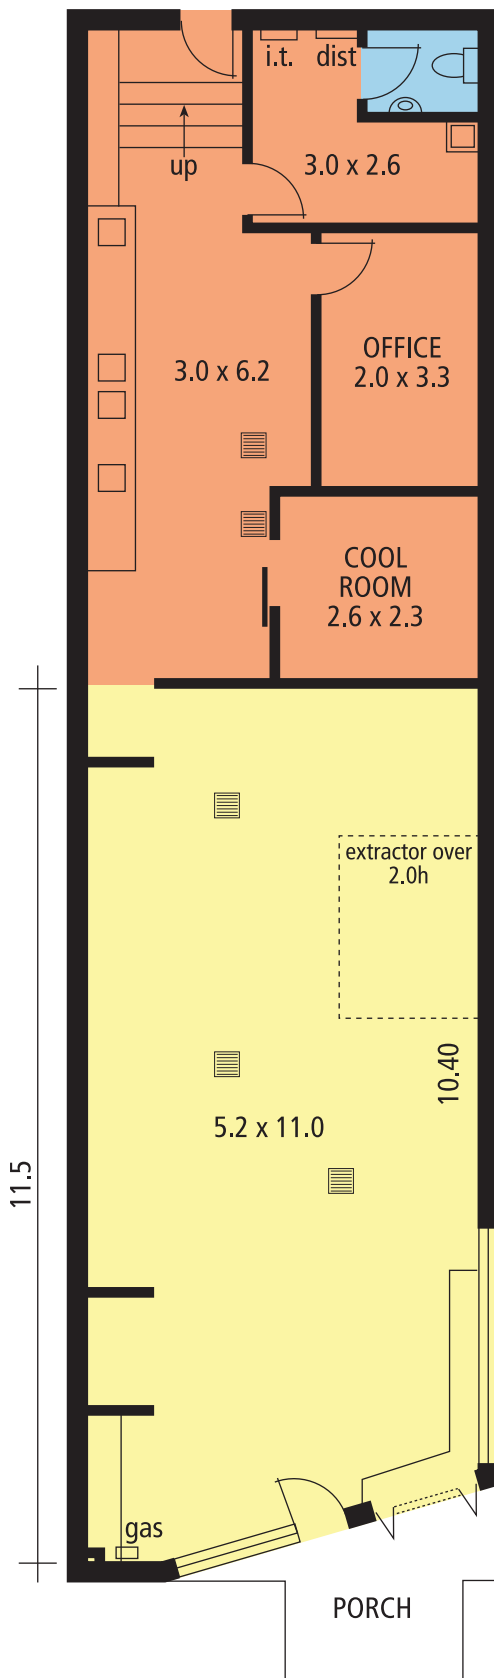 i.t. dist
up
3.0 x 2.6
OFFICE
2.0 x 3.3
3.0 x 6.2
COOL
ROOM
2.6 x 2.3
extractor over
2.0h
10.40
5.2 x 11.0
11.5
gas
PORCH